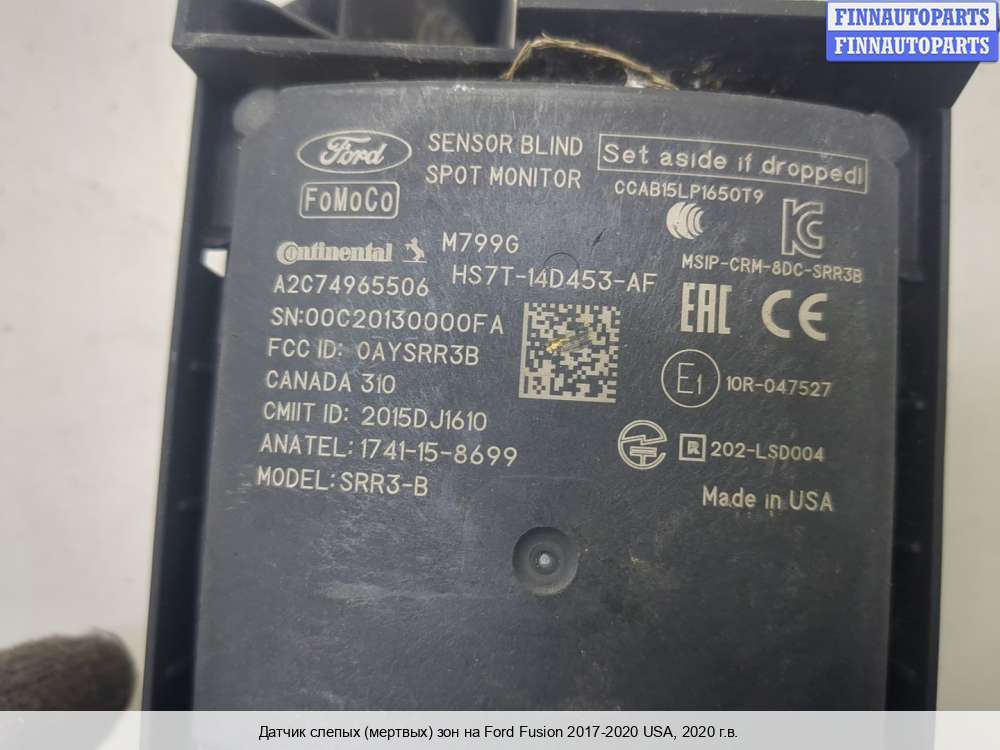 FINNAUTOPARTS
FINNAUTOPARTS
Ford
SENSOR BLIND
SPOT MONITOR
Set aside if dropped!
FoMoCo
CCAB15LP1650T9
Continental
M799G
MSIP-CRM-8DC-SRR3B
A2C74965506
HS7T-14D453-AF
SN:00C20130000FA
EAC CE
FCC ID: OAYSRR3B
CANADA 310
E1 10R-047527
CMIIT ID: 2015DJ1610
ANATEL: 1741-15-8699
R 202-LSD004
MODEL: SRR3-B
Made in USA
Датчик слепых (мертвых) зон на Ford Fusion 2017-2020 USA, 2020 г.в.